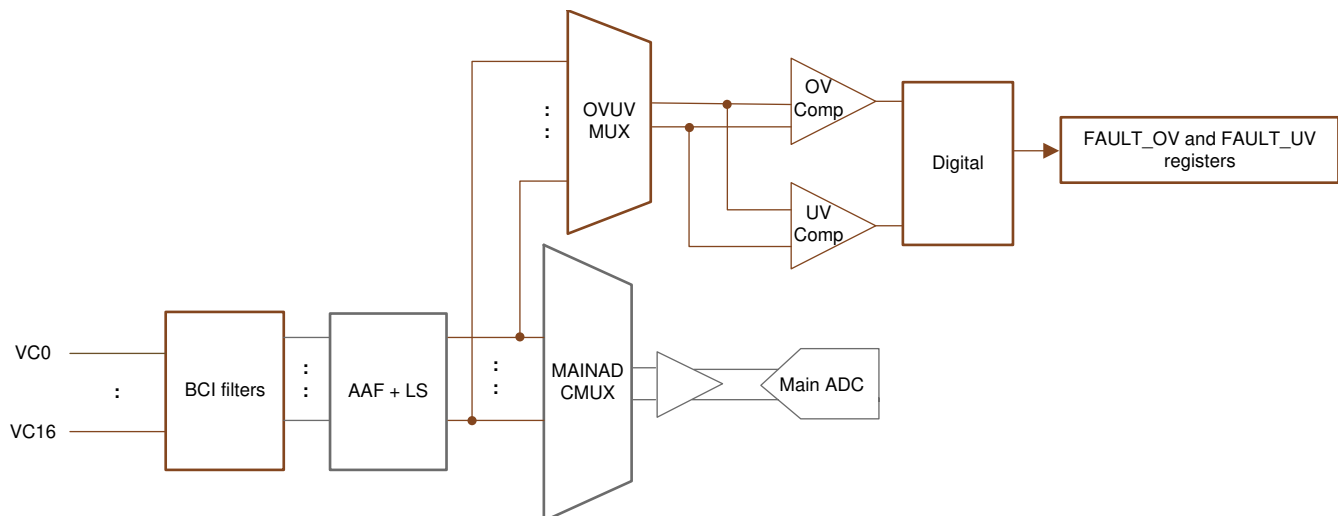 OVUV
MUX
OV
Comp
UV
Comp
Digital
FAULT_OV and FAULT_UV
registers
VC0
:
VC16
BCI filters
:
:
AAF + LS
:
:
:
:
MAINAD
CMUX
Main ADC